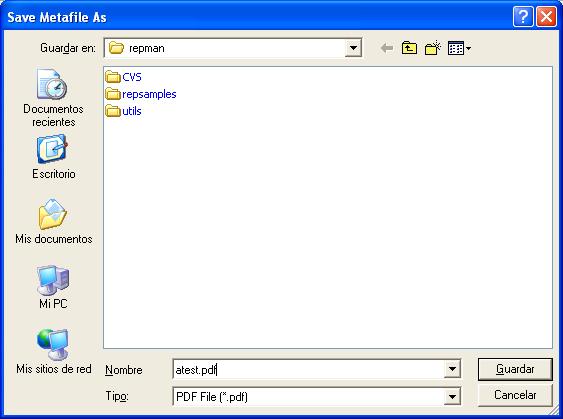 Save Metafile As
Guardar en:
repman
CVS
repsamples
utils
Documentos
recientes
Escritorio
Mis documentos
Mi PC
Mis sitios de red
Nombre
atest.pdf
Guardar
Tipo:
PDF File (*.pdf)
Cancelar